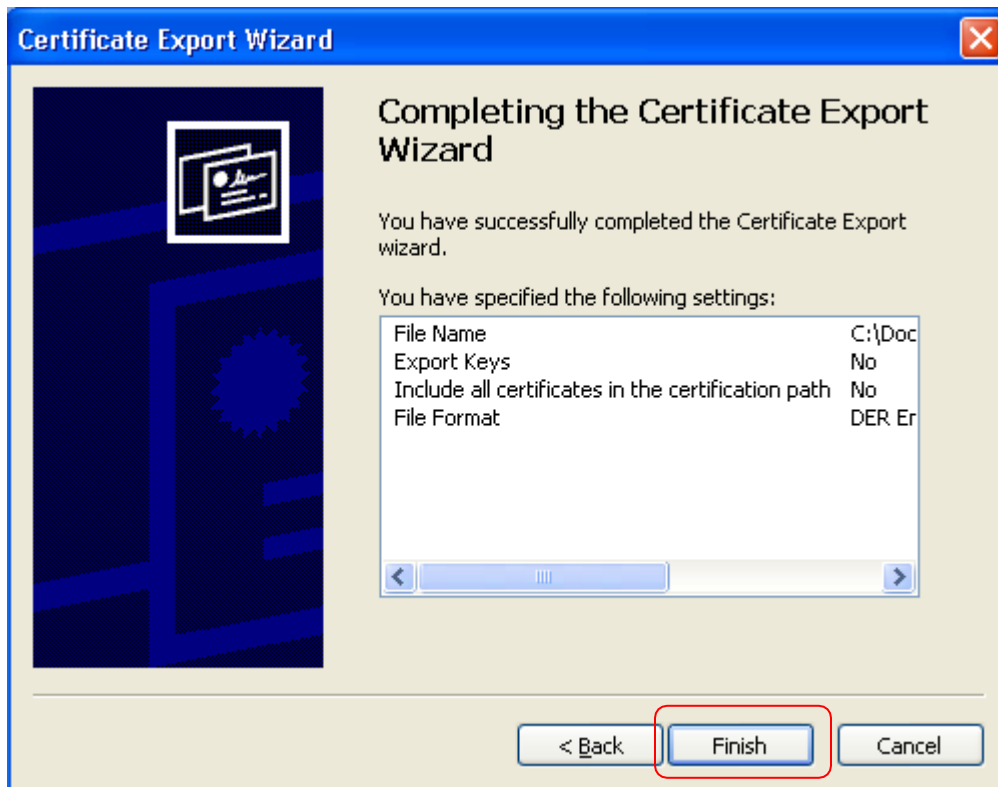 Certificate Export Wizard
Completing the Certificate Export
Wizard
You have successfully completed the Certificate Export
wizard.
You have specified the following settings:
File Name C:\Doc
Export Keys No
Include all certificates in the certification path No
File Format DER Er
< Back Finish Cancel